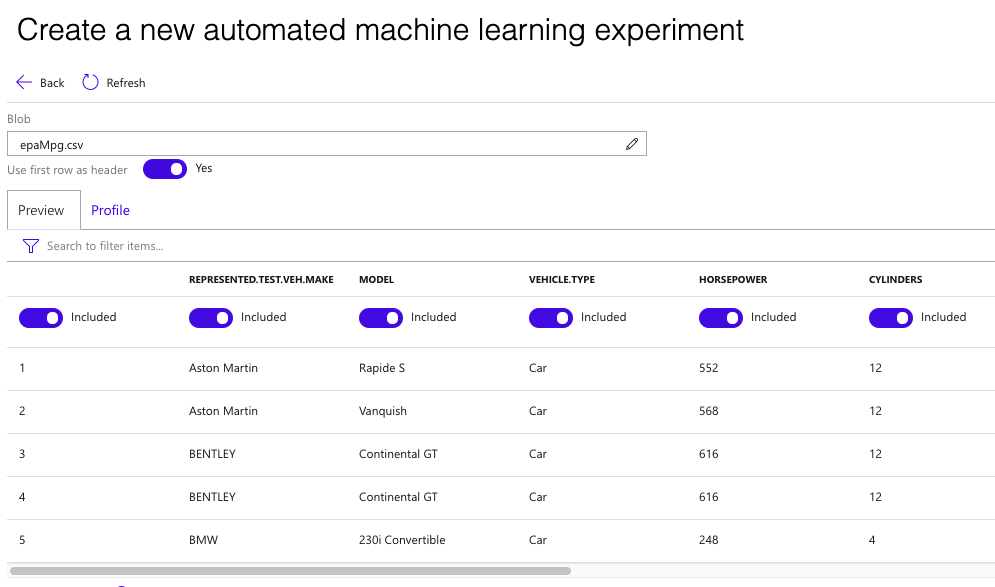 Create a new automated machine learning experiment
Back Refresh
Blob
epaMpg.csv
Use first row as header Yes
Preview Profile
Search to filter items...
REPRESENTED.TEST.VEH.MAKE MODEL VEHICLE.TYPE HORSEPOWER CYLINDERS
Included Included Included Included Included Included
1 Aston Martin Rapide S Car 552 12
2 Aston Martin Vanquish Car 568 12
3 BENTLEY Continental GT Car 616 12
4 BENTLEY Continental GT Car 616 12
5 BMW 230i Convertible Car 248 4